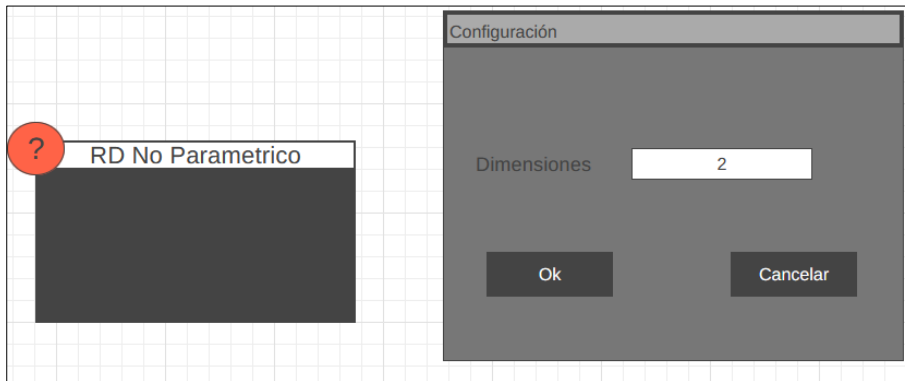 ?
RD No Parametrico
Configuración
Dimensiones
2
Ok
Cancelar